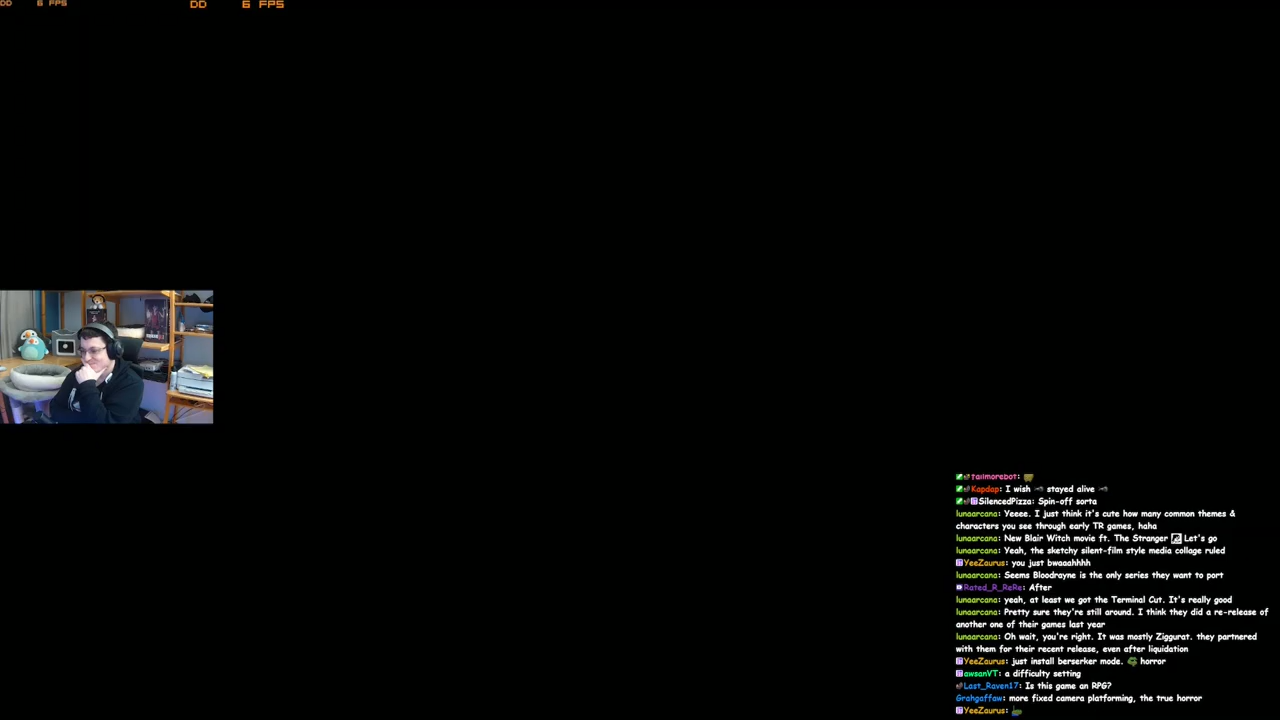 DD 6 FPS DD 6 FPS
failmorebot:
Kapdap: I wish stayed alive
SilencedPizza: Spin-off sorta
lunaarcana: Yeeee. I just think it's cute how many common themes &
characters you see through early TR games, haha
lunaarcana: New Blair Witch movie ft. The Stranger Let's go
lunaarcana: Yeah, the sketchy silent-film style media collage ruled
YeeZaurus: you just bwaaahhhh
lunaarcana: Seems Bloodrayne is the only series they want to port
Rated_R_ReRe: After
lunaarcana: yeah, at least we got the Terminal Cut. It's really good
lunaarcana: Pretty sure they're still around. I think they did a re-release of
another one of their games last year
lunaarcana: Oh wait, you're right. It was mostly Ziggurat. they partnered
with them for their recent release, even after liquidation
YeeZaurus: just install berserker mode. horror
awsanVT: a difficulty setting
Last_Raven17: Is this game an RPG?
Grahgaffaw: more fixed camera platforming, the true horror
YeeZaurus: